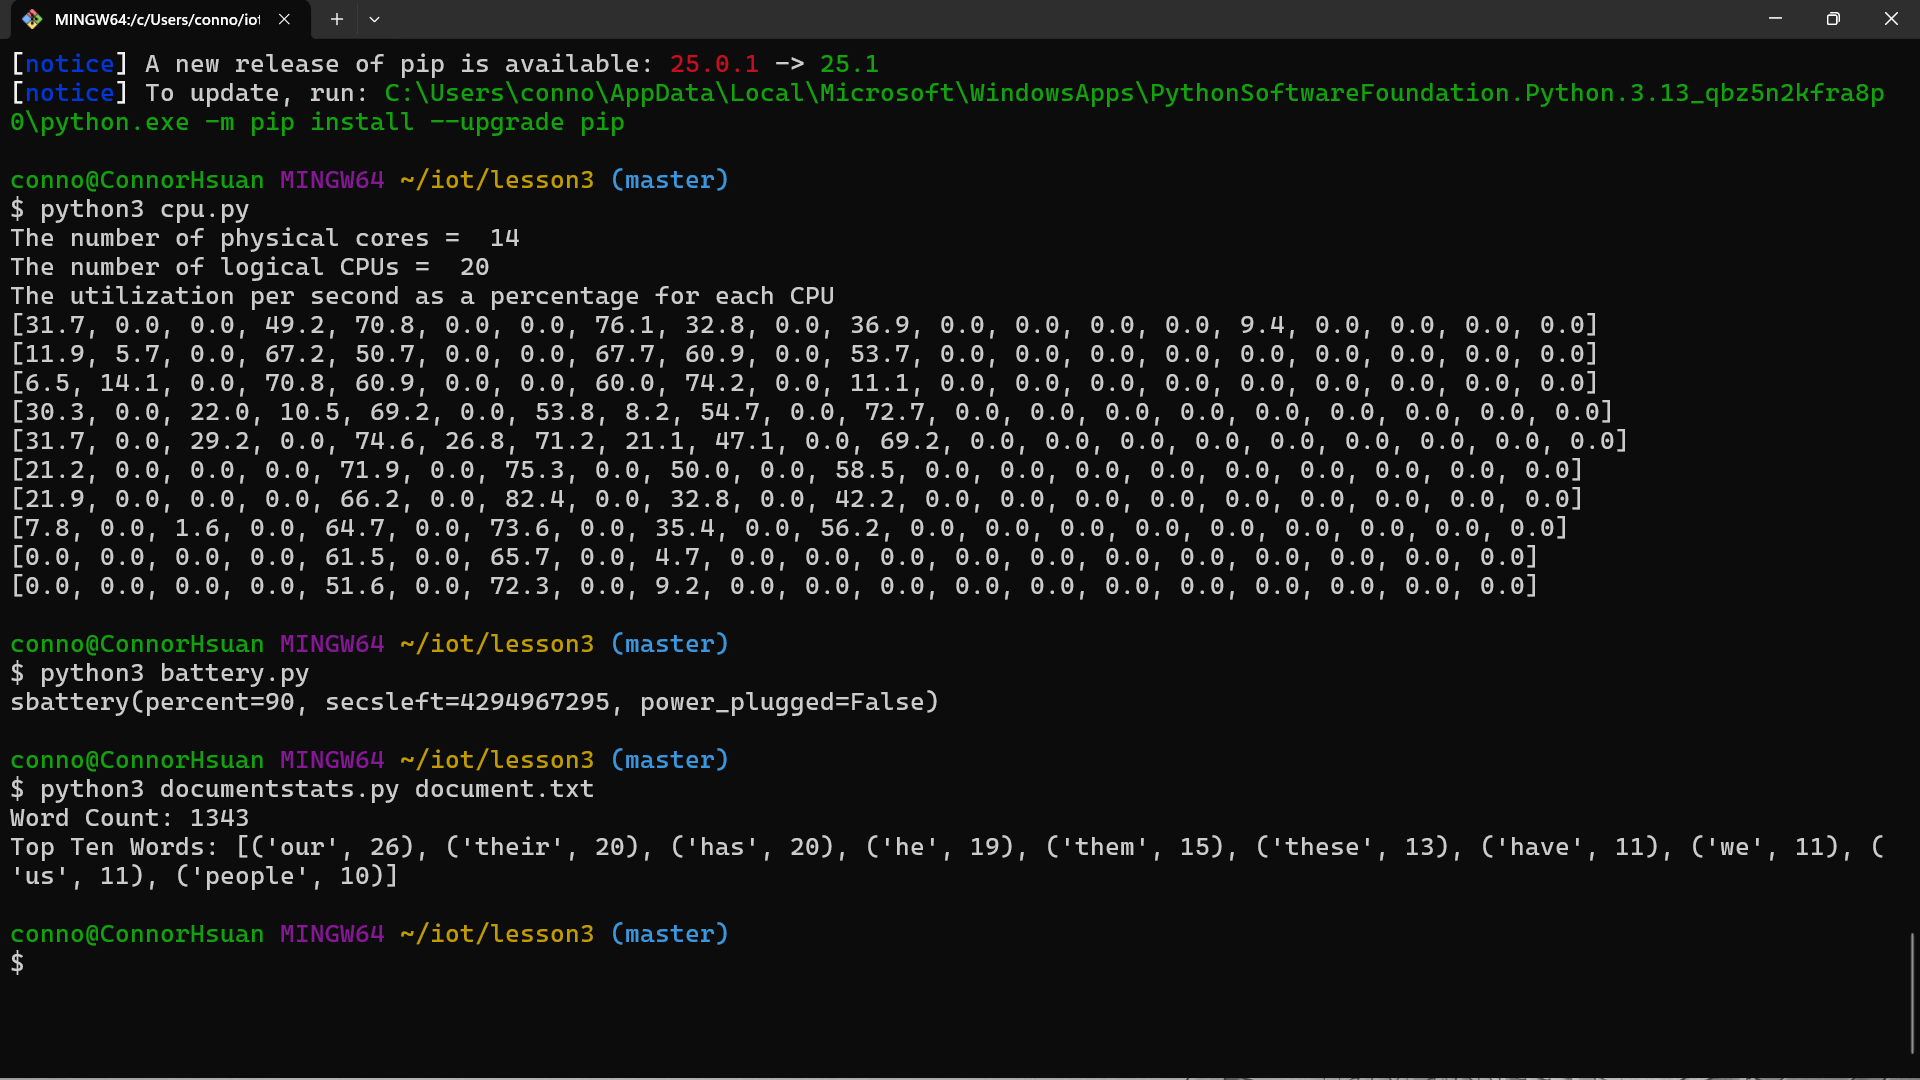 MINGW64:/c/Users/conno/iot
[notice] A new release of pip is available: 25.0.1 -> 25.1
[notice] To update, run: C:\Users\conno\AppData\Local\Microsoft\WindowsApps\PythonSoftwareFoundation.Python.3.13_qbz5n2kfra8p
0\python.exe -m pip install --upgrade pip
conno@ConnorHsuan MINGW64 ~/iot/lesson3 (master)
$ python3 cpu.py
The number of physical cores =  14
The number of logical CPUs =  20
The utilization per second as a percentage for each CPU
[31.7, 0.0, 0.0, 49.2, 70.8, 0.0, 0.0, 76.1, 32.8, 0.0, 36.9, 0.0, 0.0, 0.0, 0.0, 9.4, 0.0, 0.0, 0.0, 0.0]
[11.9, 5.7, 0.0, 67.2, 50.7, 0.0, 0.0, 67.7, 60.9, 0.0, 53.7, 0.0, 0.0, 0.0, 0.0, 0.0, 0.0, 0.0, 0.0, 0.0]
[6.5, 14.1, 0.0, 70.8, 60.9, 0.0, 0.0, 60.0, 74.2, 0.0, 11.1, 0.0, 0.0, 0.0, 0.0, 0.0, 0.0, 0.0, 0.0, 0.0]
[30.3, 0.0, 22.0, 10.5, 69.2, 0.0, 53.8, 8.2, 54.7, 0.0, 72.7, 0.0, 0.0, 0.0, 0.0, 0.0, 0.0, 0.0, 0.0, 0.0]
[31.7, 0.0, 29.2, 0.0, 74.6, 26.8, 71.2, 21.1, 47.1, 0.0, 69.2, 0.0, 0.0, 0.0, 0.0, 0.0, 0.0, 0.0, 0.0, 0.0]
[21.2, 0.0, 0.0, 0.0, 71.9, 0.0, 75.3, 0.0, 50.0, 0.0, 58.5, 0.0, 0.0, 0.0, 0.0, 0.0, 0.0, 0.0, 0.0, 0.0]
[21.9, 0.0, 0.0, 0.0, 66.2, 0.0, 82.4, 0.0, 32.8, 0.0, 42.2, 0.0, 0.0, 0.0, 0.0, 0.0, 0.0, 0.0, 0.0, 0.0]
[7.8, 0.0, 1.6, 0.0, 64.7, 0.0, 73.6, 0.0, 35.4, 0.0, 56.2, 0.0, 0.0, 0.0, 0.0, 0.0, 0.0, 0.0, 0.0, 0.0]
[0.0, 0.0, 0.0, 0.0, 61.5, 0.0, 65.7, 0.0, 4.7, 0.0, 0.0, 0.0, 0.0, 0.0, 0.0, 0.0, 0.0, 0.0, 0.0, 0.0]
[0.0, 0.0, 0.0, 0.0, 51.6, 0.0, 72.3, 0.0, 9.2, 0.0, 0.0, 0.0, 0.0, 0.0, 0.0, 0.0, 0.0, 0.0, 0.0, 0.0]
conno@ConnorHsuan MINGW64 ~/iot/lesson3 (master)
$ python3 battery.py
sbattery(percent=90, secsleft=4294967295, power_plugged=False)
conno@ConnorHsuan MINGW64 ~/iot/lesson3 (master)
$ python3 documentstats.py document.txt
Word Count: 1343
Top Ten Words: [('our', 26), ('their', 20), ('has', 20), ('he', 19), ('them', 15), ('these', 13), ('have', 11), ('we', 11), (
'us', 11), ('people', 10)]
conno@ConnorHsuan MINGW64 ~/iot/lesson3 (master)
$